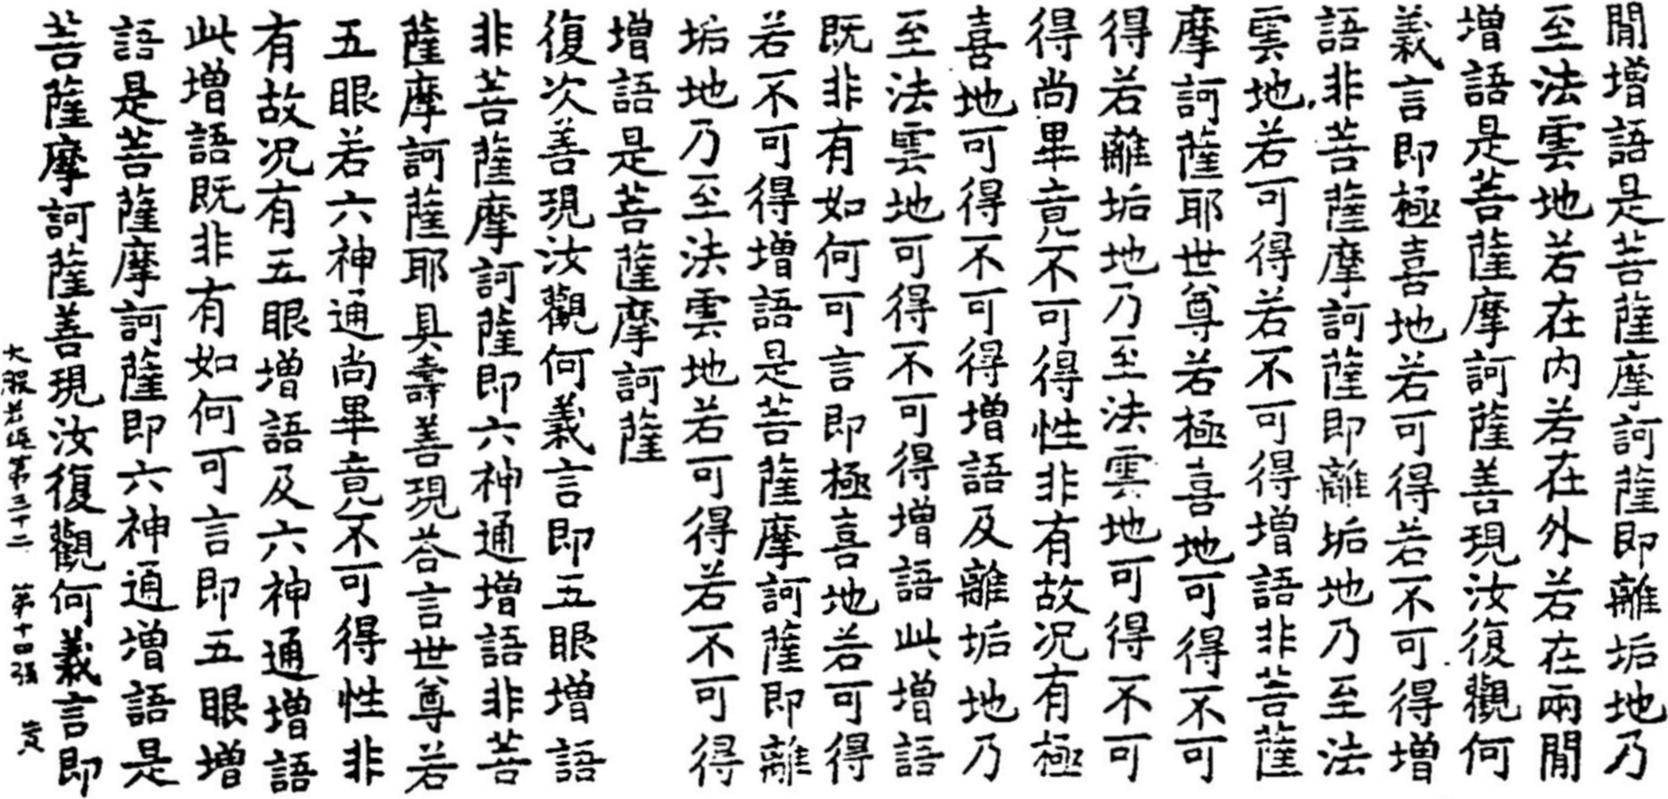 閒增語是菩薩摩訶薩即離垢地乃
至法雲地若在内若在外若在兩閒
增語是菩薩摩訶薩善現汝復觀何
義言即極喜地若可得若不可得增
語非菩薩摩訶薩即離垢地乃至法
雲地若可得若不可得增語非菩薩
摩訶薩耶世尊若極喜地可得不可
得若離垢地乃至法雲地可得不可
得尚畢竟不可得性非有故况有極
喜地可得不可得增語及離垢地乃
至法雲地可得不可得增語此增語
既非有如何可言即極喜地若可得
若不可得增語是菩薩摩訶薩即離
垢地乃至法雲地若可得若不可得
增語是菩薩摩訶薩
復次善現汝觀何義言即五眼增語
非菩薩摩訶薩即六神通增語非菩
薩摩訶薩耶具壽善現荅言世尊若
五眼若六神通尚畢竟不可得性非
有故况有五眼增語及六神通增語
此增語既非有如何可言即五眼增
語是菩薩摩訶薩即六神通增語是
菩薩摩訶薩善現汝復觀何義言即
大般若經第三十二 第十四張